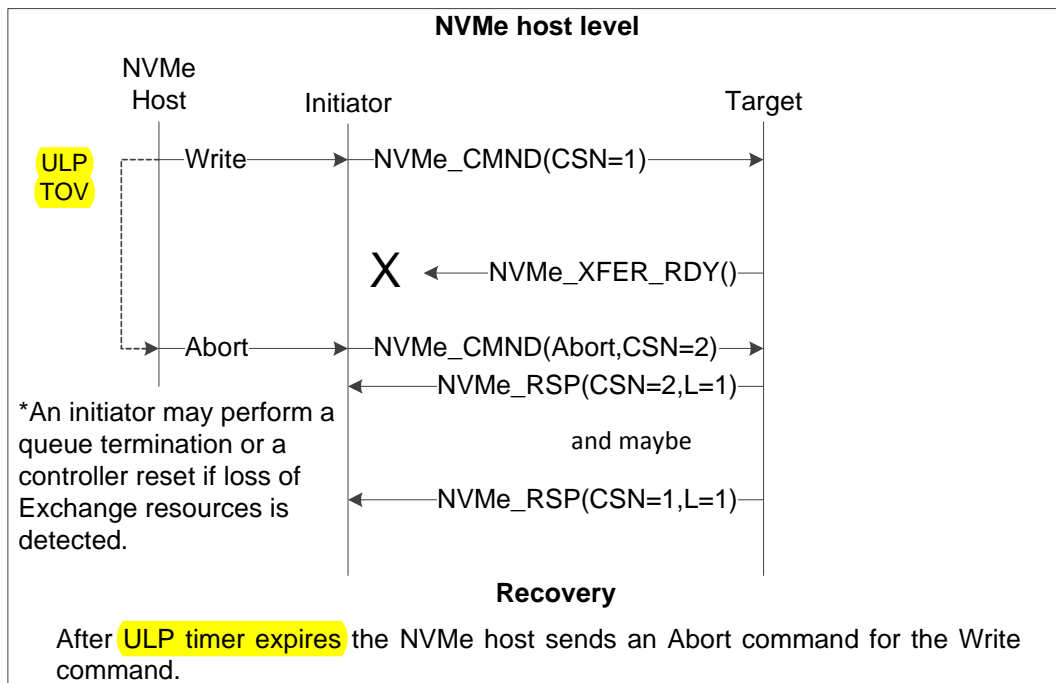 NVMe host level
NVMe
Host
Initiator
Target
ULP
TOV
Write
NVMe_CMND(CSN=1)
X
NVMe_XFER_RDY()
Abort
NVMe_CMND(Abort,CSN=2)
NVMe_RSP(CSN=2,L=1)
*An initiator may perform a
queue termination or a
controller reset if loss of
Exchange resources is
detected.
and maybe
NVMe_RSP(CSN=1,L=1)
Recovery
After ULP timer expires the NVMe host sends an Abort command for the Write
command.